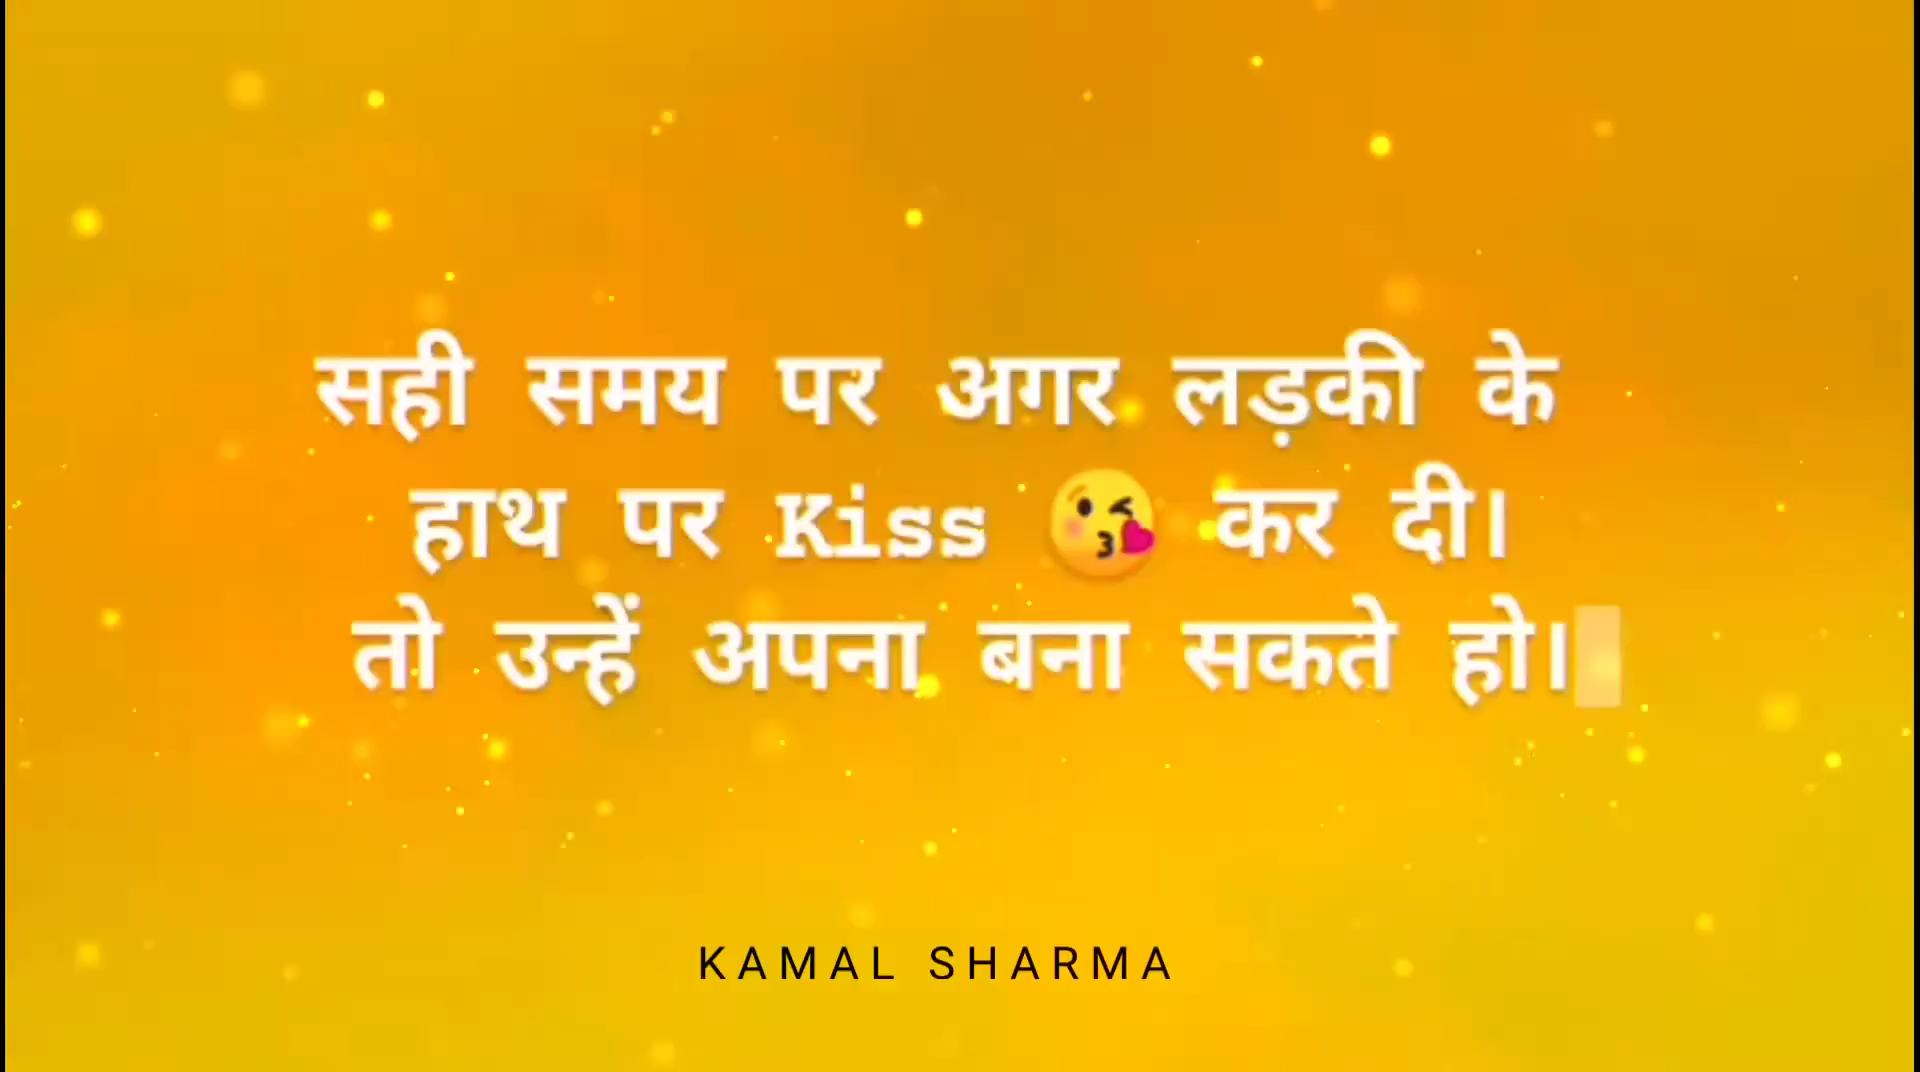 सही समय पर अगर लड़की के
हाथ पर Kiss 😘 कर दी।
तो उन्हें अपना बना सकते हो।
KAMAL SHARMA